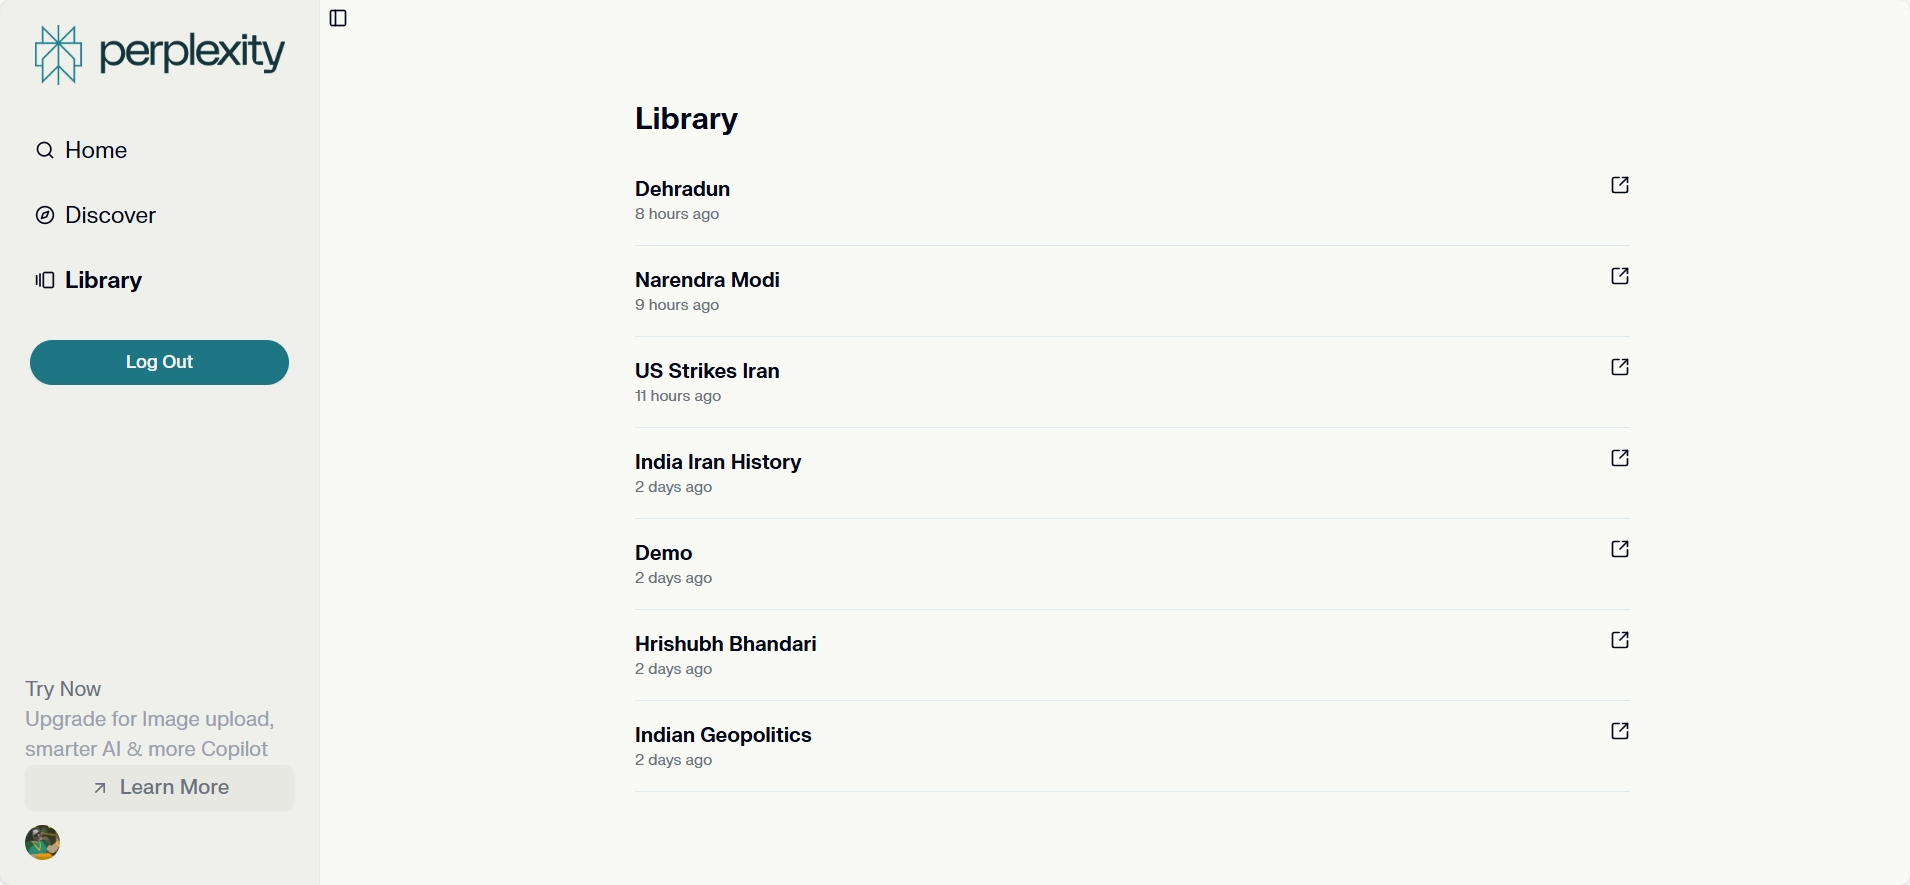 perplexity
Home
Discover
Library
Log Out
Try Now
Upgrade for Image upload,
smarter AI & more Copilot
Learn More
Library
Dehradun
8 hours ago
Narendra Modi
9 hours ago
US Strikes Iran
11 hours ago
India Iran History
2 days ago
Demo
2 days ago
Hrishubh Bhandari
2 days ago
Indian Geopolitics
2 days ago